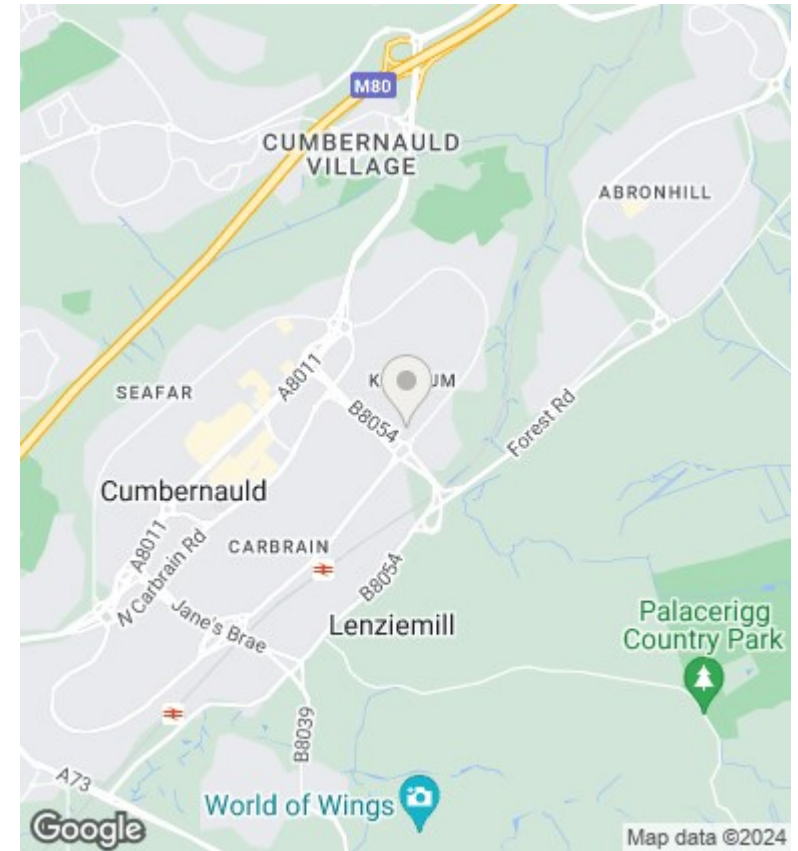 M80
CUMBERNAULD
VILLAGE
ABRONHILL
SEAFAR
A8011
B8054
Forest Rd
Cumbernauld
A8011
N Carbrain Rd
CARBRAIN
B8054
Jane's Brae
Lenziemill
Palacerigg
Country Park
B8039
A73
World of Wings
Google
Map data ©2024